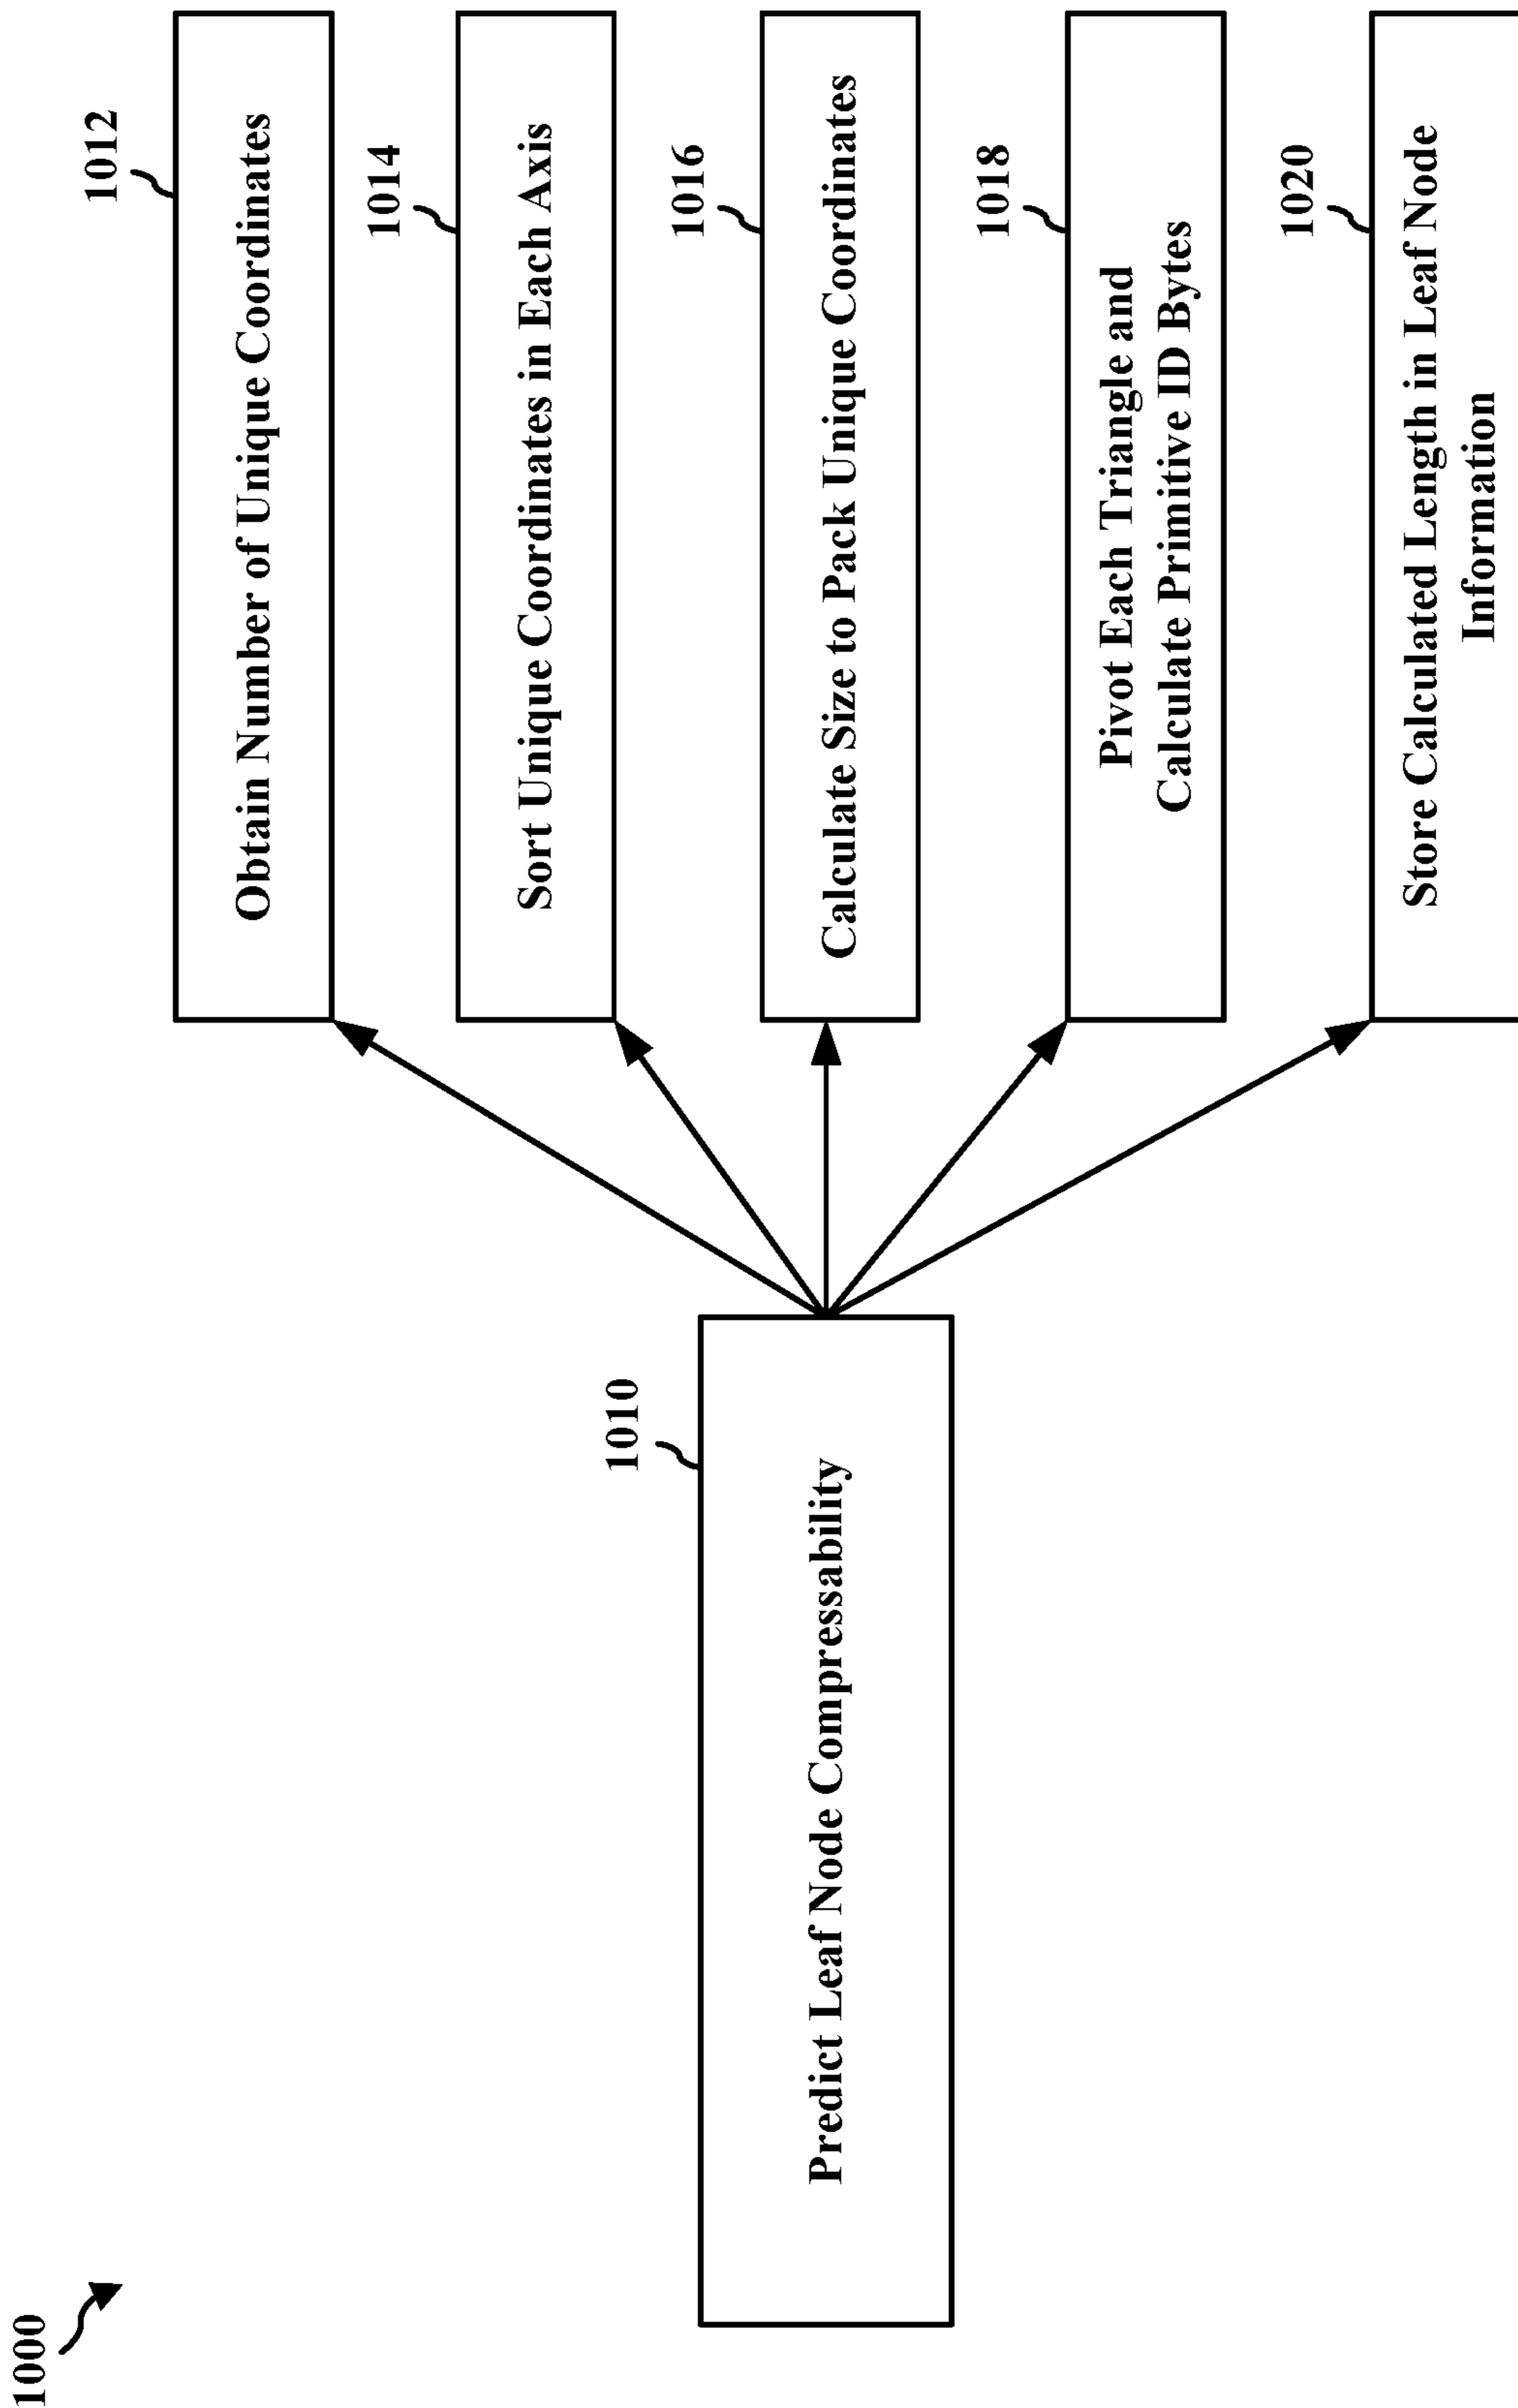 1000
1010
Predict Leaf Node Compressability
1012
Obtain Number of Unique Coordinates
1014
Sort Unique Coordinates in Each Axis
1016
Calculate Size to Pack Unique Coordinates
1018
Pivot Each Triangle and
Calculate Primitive ID Bytes
1020
Store Calculated Length in Leaf Node
Information